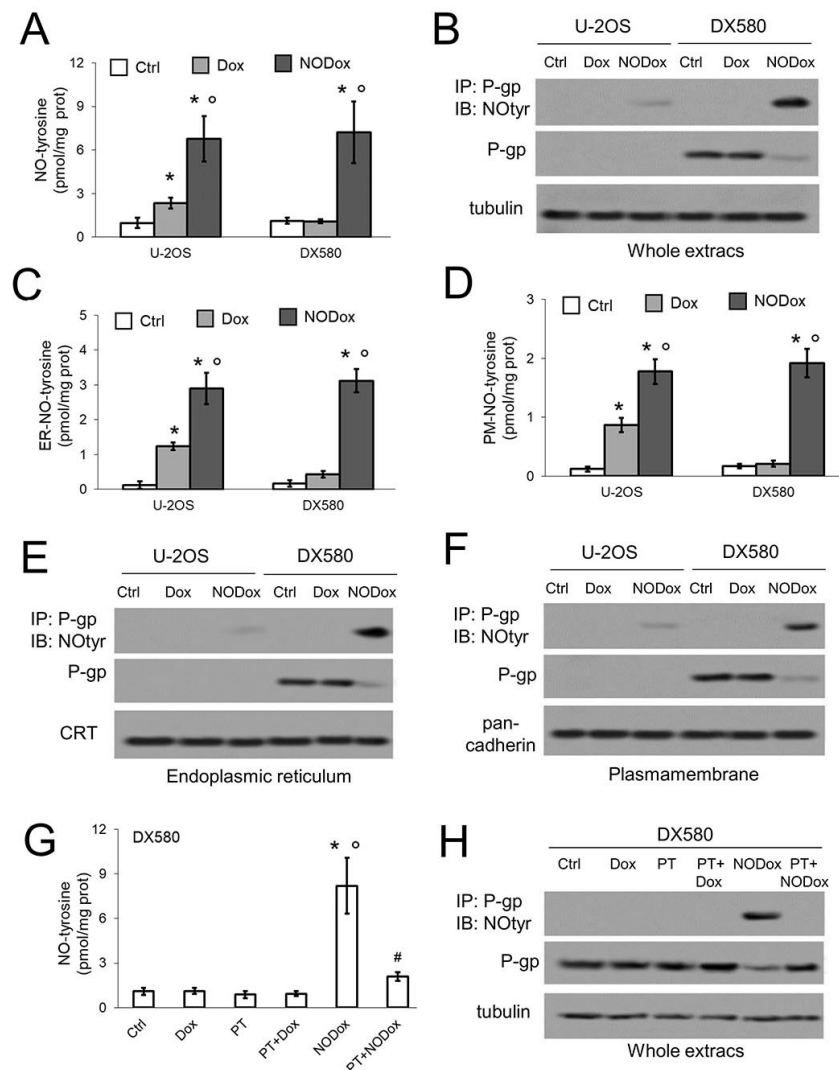 A
12
9
6
3
0
NO-tyrosine
(pmol/mg prot)
Ctrl Dox NODox
* * ° * °
U-2OS DX580
B
U-2OS DX580
Ctrl Dox NODox Ctrl Dox NODox
IP: P-gp
IB: NOtyr
P-gp
tubulin
Whole extracs
C
5
4
3
2
1
0
ER-NO-tyrosine
(pmol/mg prot)
Ctrl Dox NODox
* * ° * °
U-2OS DX580
D
3
2
1
0
PM-NO-tyrosine
(pmol/mg prot)
Ctrl Dox NODox
* * ° * °
U-2OS DX580
E
U-2OS DX580
Ctrl Dox NODox Ctrl Dox NODox
IP: P-gp
IB: NOtyr
P-gp
CRT
Endoplasmic reticulum
F
U-2OS DX580
Ctrl Dox NODox Ctrl Dox NODox
IP: P-gp
IB: NOtyr
P-gp
pan-
cadherin
Plasmamembrane
G
12
9
6
3
0
NO-tyrosine
(pmol/mg prot)
DX580
* °
#
Ctrl Dox PT PT+Dox NODox PT+NODox
H
DX580
Ctrl Dox PT PT+ NODox PT+
Dox NODox
IP: P-gp
IB: NOtyr
P-gp
tubulin
Whole extracs